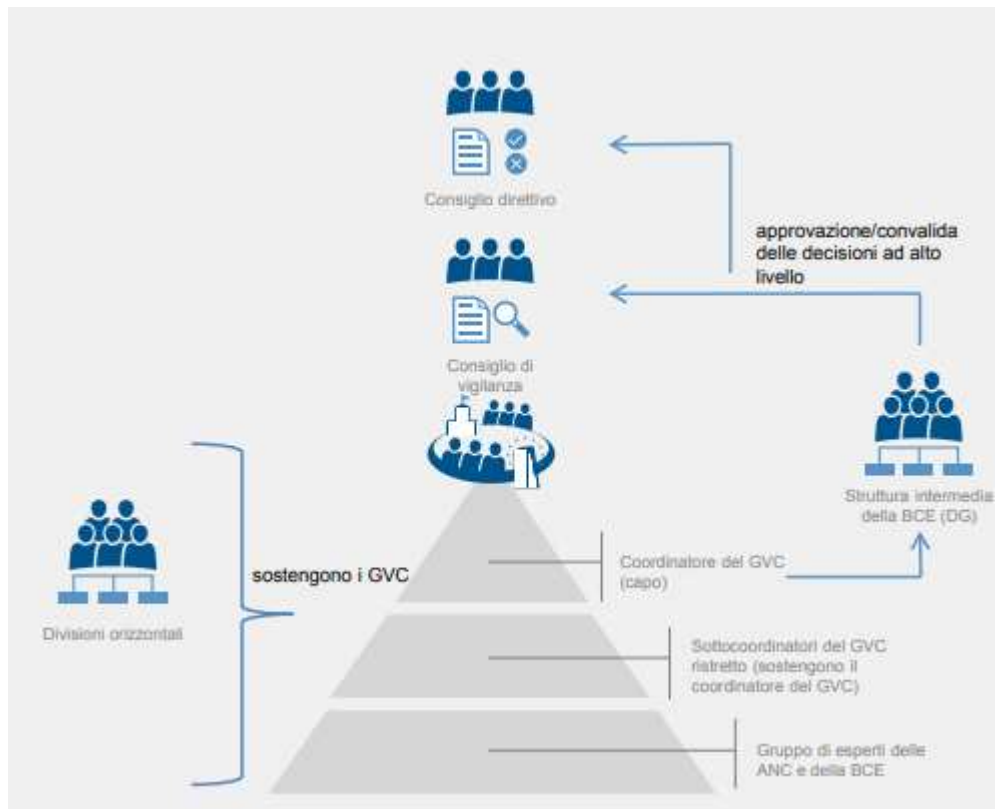 Consiglio direttivo
approvazione/convalida
delle decisioni ad alto
livello
Consiglio di
vigilanza
Struttura intermedia
della BCE (DG)
sostengono i GVC
Coordinatore del GVC
(capo)
Divisioni orizzontali
Sottocoordinatori del GVC
ristretto (sostengono il
coordinatore del GVC)
Gruppo di esperti delle
ANC e della BCE